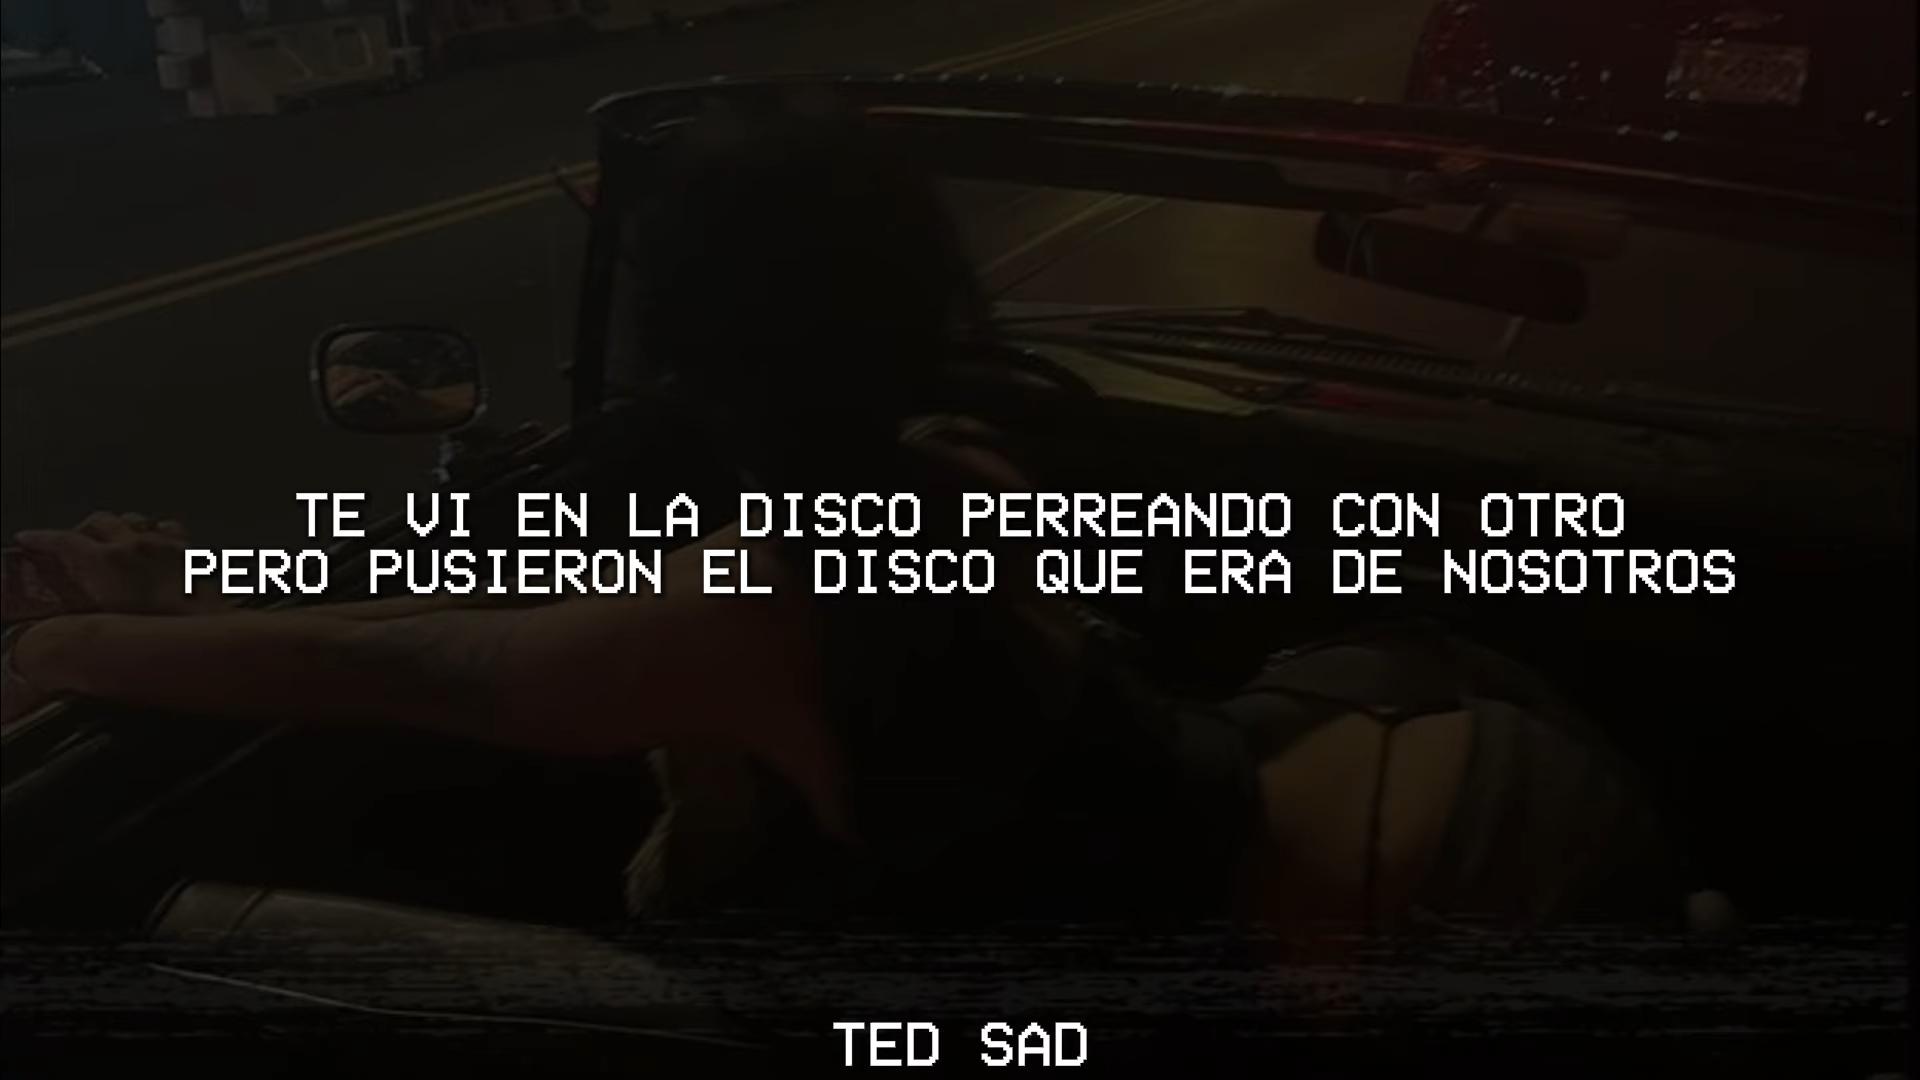 TE VI EN LA DISCO PERREANDO CON OTRO
PERO PUSIERON EL DISCO QUE ERA DE NOSOTROS
TED SAD